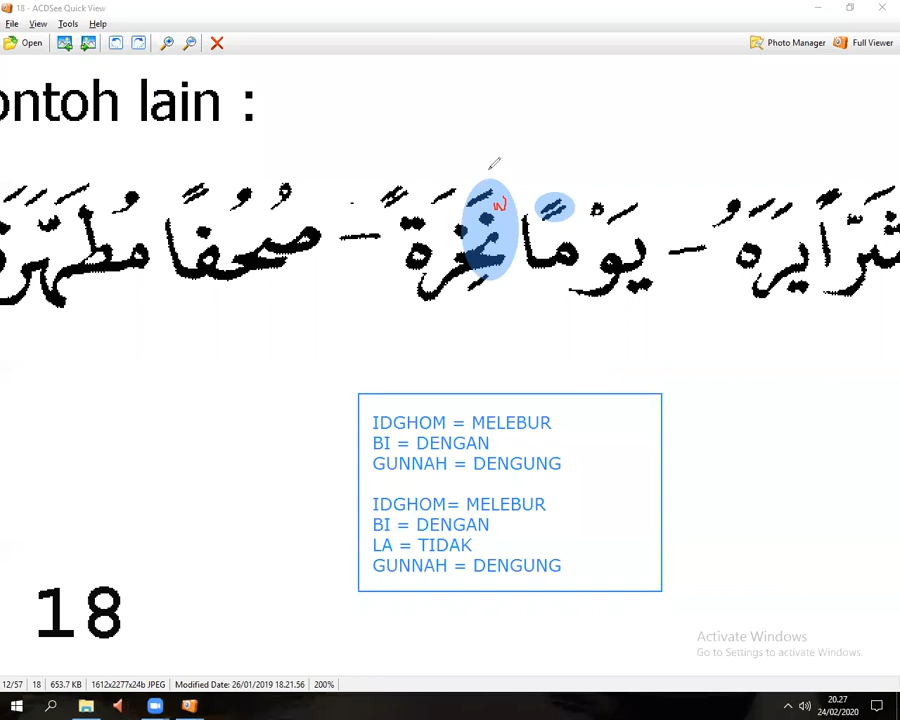 18 - ACDSee Quick View
File View Tools Help
Open
Photo Manager Full Viewer
ontoh lain :
يَوْمًا نَّخِرَةً – صُحُفًا مُطَهَّرَ
IDGHOM = MELEBUR
BI = DENGAN
GUNNAH = DENGUNG
IDGHOM= MELEBUR
BI = DENGAN
LA = TIDAK
GUNNAH = DENGUNG
18
Activate Windows
Go to Settings to activate Windows.
12/57 18 653.7 KB 1612x2277x24b JPEG Modified Date: 26/01/2019 18.21.56 200%
20.27
24/02/2020